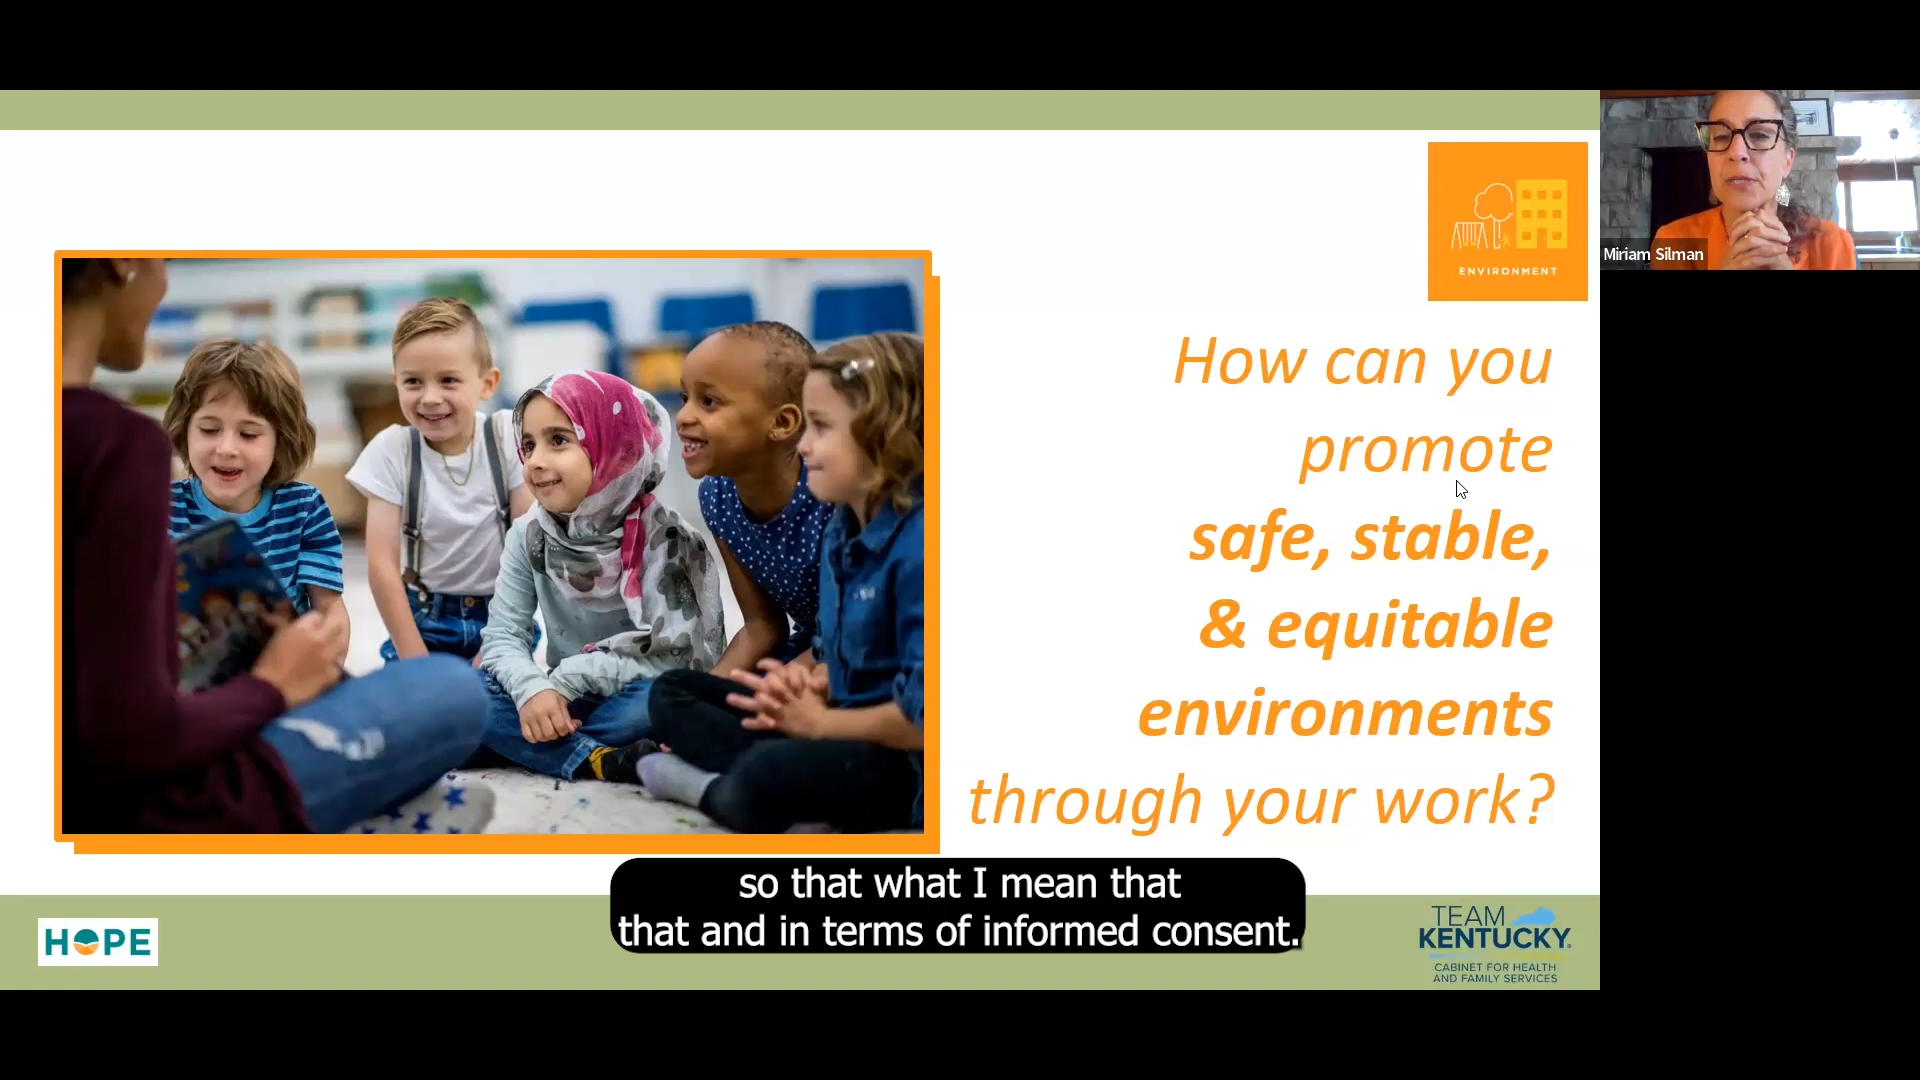 ENVIRONMENT
Miriam Silman
How can you
promote
safe, stable,
& equitable
environments
through your work?
so that what I mean that
that and in terms of informed consent.
HOPE
TEAM
KENTUCKY
CABINET FOR HEALTH
AND FAMILY SERVICES